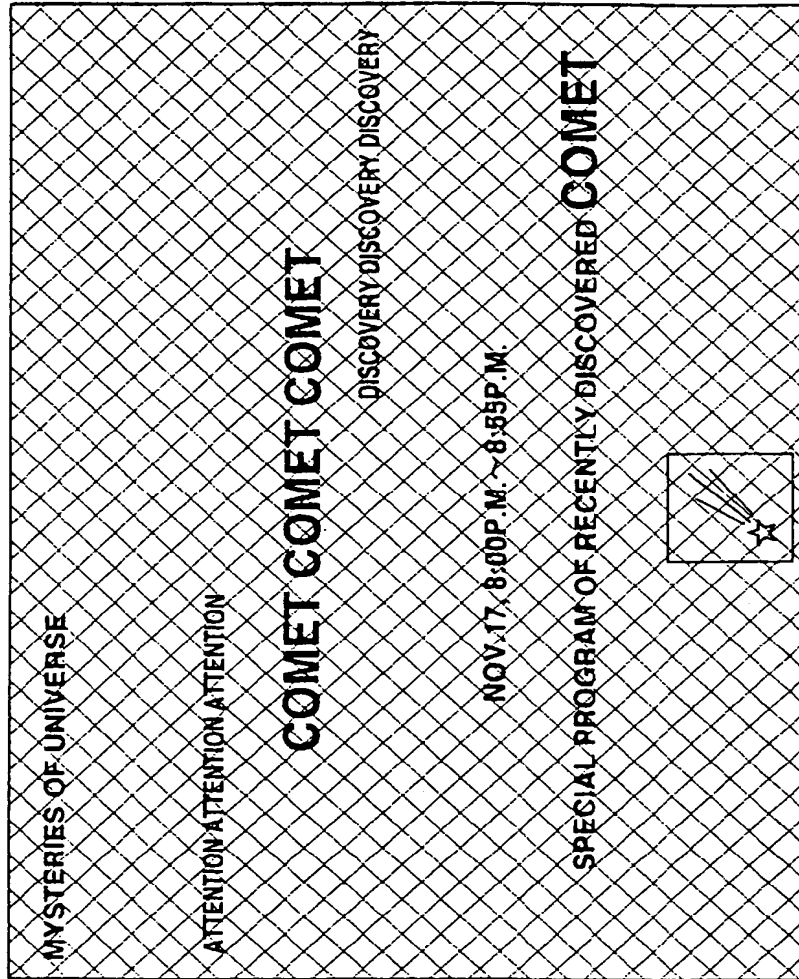 MYSTERIES OF UNIVERSE
ATTENTION ATTENTION ATTENTION
COMET COMET COMET
DISCOVERY DISCOVERY DISCOVERY
NOV. 17, 8:00P.M.~8:55P.M.
SPECIAL PROGRAM OF RECENTLY DISCOVERED COMET